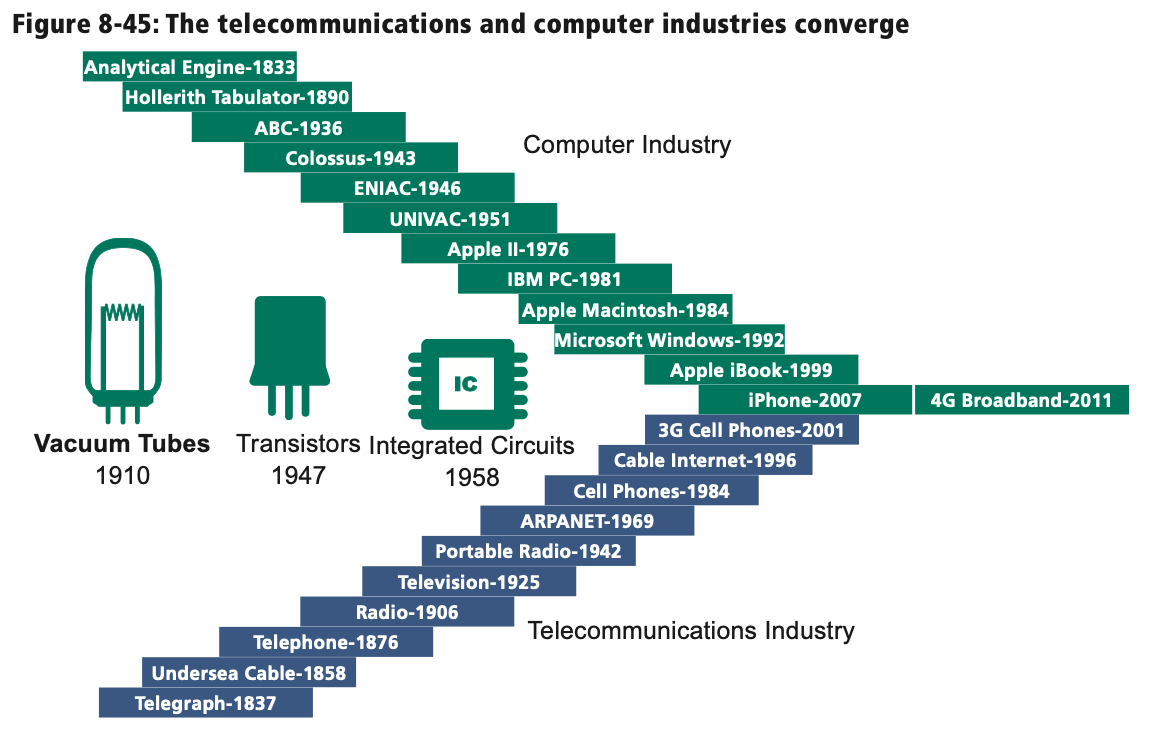 Figure 8-45: The telecommunications and computer industries converge
Analytical Engine-1833
Hollerith Tabulator-1890
ABC-1936
Computer Industry
Colossus-1943
ENIAC-1946
UNIVAC-1951
Apple II-1976
IBM PC-1981
Apple Macintosh-1984
Microsoft Windows-1992
Apple iBook-1999
iPhone-2007
4G Broadband-2011
IC
Vacuum Tubes
1910
Transistors
1947
Integrated Circuits
1958
3G Cell Phones-2001
Cable Internet-1996
Cell Phones-1984
ARPANET-1969
Portable Radio-1942
Television-1925
Radio-1906
Telecommunications Industry
Telephone-1876
Undersea Cable-1858
Telegraph-1837